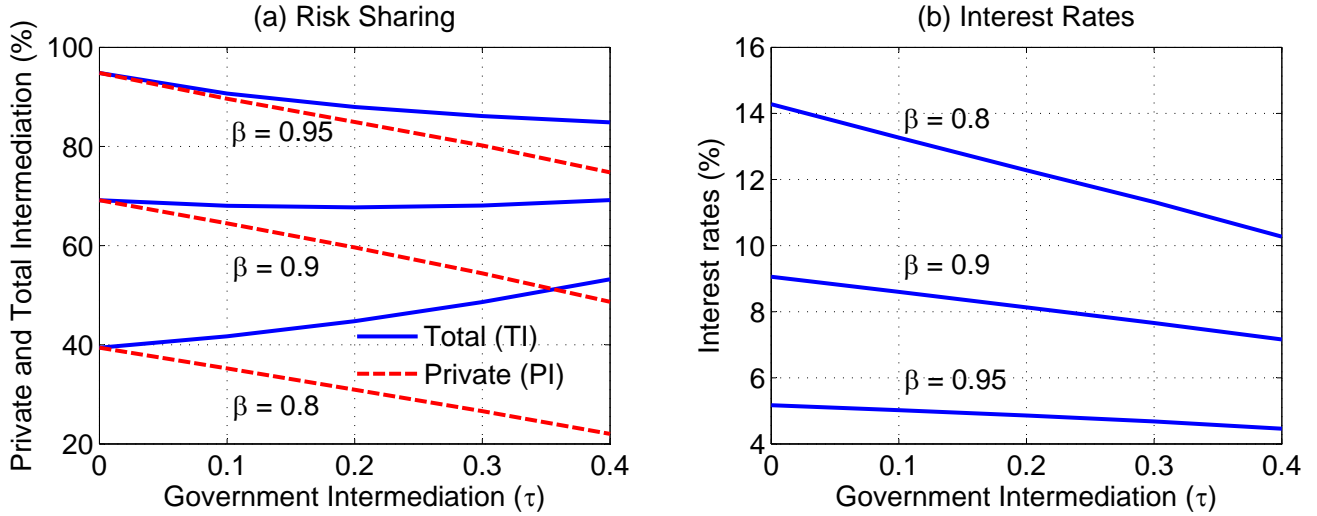 (a) Risk Sharing
Private and Total Intermediation (%)
100
80
60
40
20
β = 0.95
β = 0.9
β = 0.8
Total (TI)
Private (PI)
0
0.1
0.2
0.3
0.4
Government Intermediation (τ)
(b) Interest Rates
Interest rates (%)
16
14
12
10
8
6
4
β = 0.8
β = 0.9
β = 0.95
0
0.1
0.2
0.3
0.4
Government Intermediation (τ)